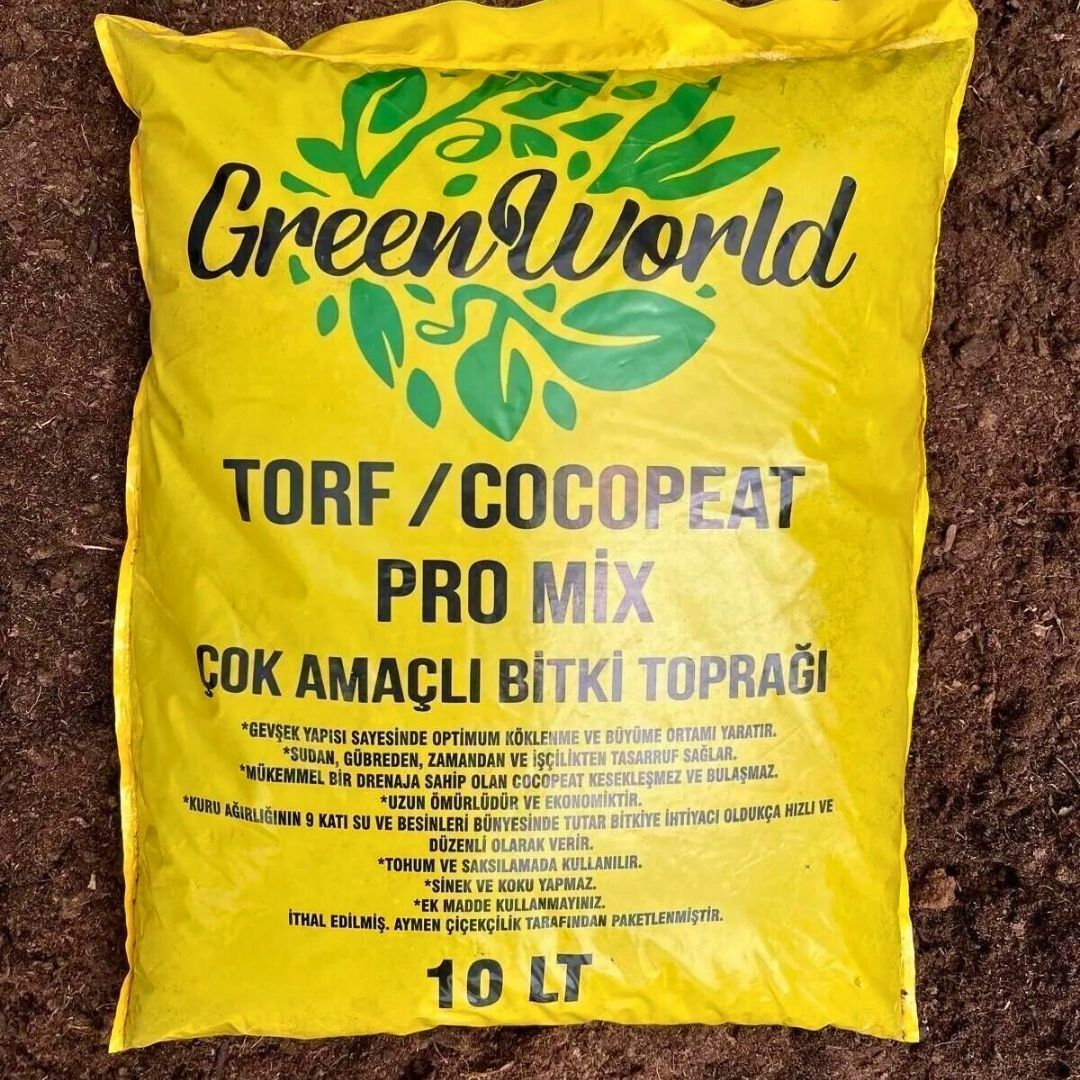 GreenWorld
TORF / COCOPEAT
PRO MİX
ÇOK AMAÇLI BİTKİ TOPRAĞI
*GEVŞEK YAPISI SAYESİNDE OPTİMUM KÖKLENME VE BÜYÜME ORTAMI YARATIR.
*SUDAN, GÜBREDEN, ZAMANDAN VE İŞÇİLİKTEN TASARRUF SAĞLAR.
*MÜKEMMEL BİR DRENAJA SAHİP OLAN COCOPEAT KESEKLEŞMEZ VE BULAŞMAZ.
*UZUN ÖMÜRLÜDÜR VE EKONOMİKTİR.
*KURU AĞIRLIĞININ 9 KATI SU VE BESİNLERİ BÜNYESİNDE TUTAR BİTKİYE İHTİYACI OLDUKÇA HIZLI VE
DÜZENLİ OLARAK VERİR.
*TOHUM VE SAKSILAMADA KULLANILIR.
*SİNEK VE KOKU YAPMAZ.
*EK MADDE KULLANMAYINIZ.
İTHAL EDİLMİŞ. AYMEN ÇİÇEKÇİLİK TARAFINDAN PAKETLENMİŞTİR.
10 LT